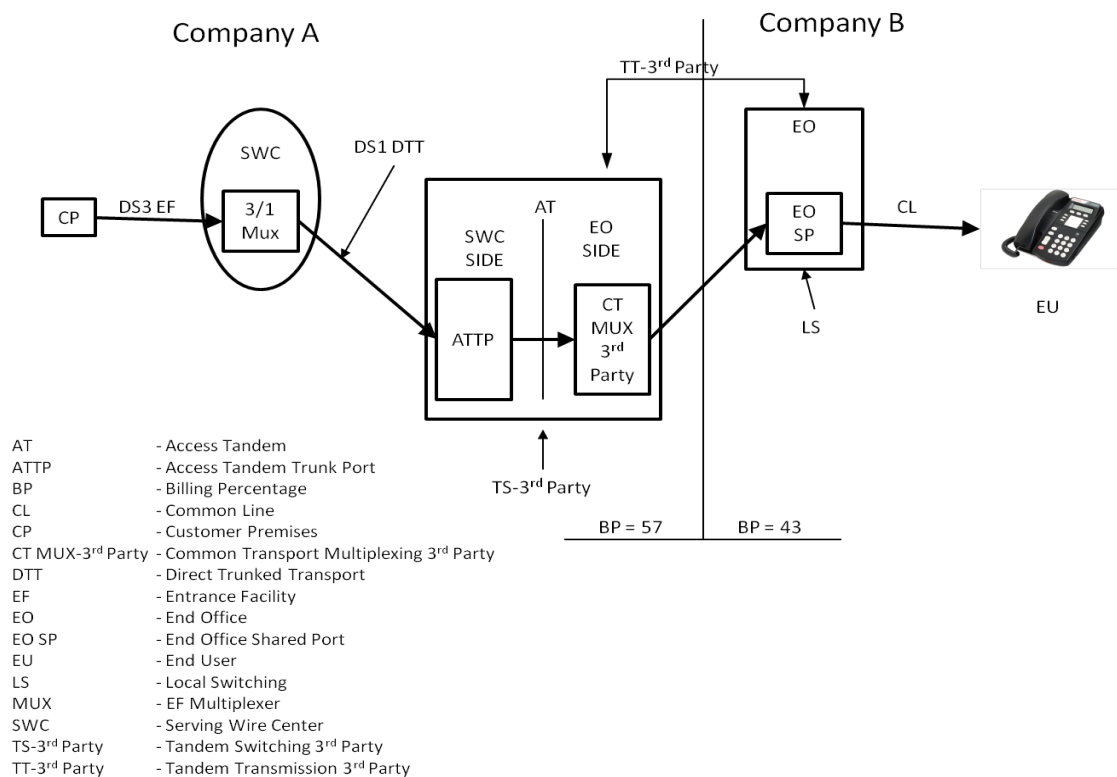 Company A
Company B
TT-3rd Party
SWC
DS1 DTT
EO
CP
DS3 EF
3/1
Mux
AT
SWC
SIDE
EO
SIDE
EO
SP
CL
ATTP
CT
MUX
3rd
Party
LS
EU
TS-3rd Party
BP = 57
BP = 43
AT - Access Tandem
ATTP - Access Tandem Trunk Port
BP - Billing Percentage
CL - Common Line
CP - Customer Premises
CT MUX-3rd Party - Common Transport Multiplexing 3rd Party
DTT - Direct Trunked Transport
EF - Entrance Facility
EO - End Office
EO SP - End Office Shared Port
EU - End User
LS - Local Switching
MUX - EF Multiplexer
SWC - Serving Wire Center
TS-3rd Party - Tandem Switching 3rd Party
TT-3rd Party - Tandem Transmission 3rd Party